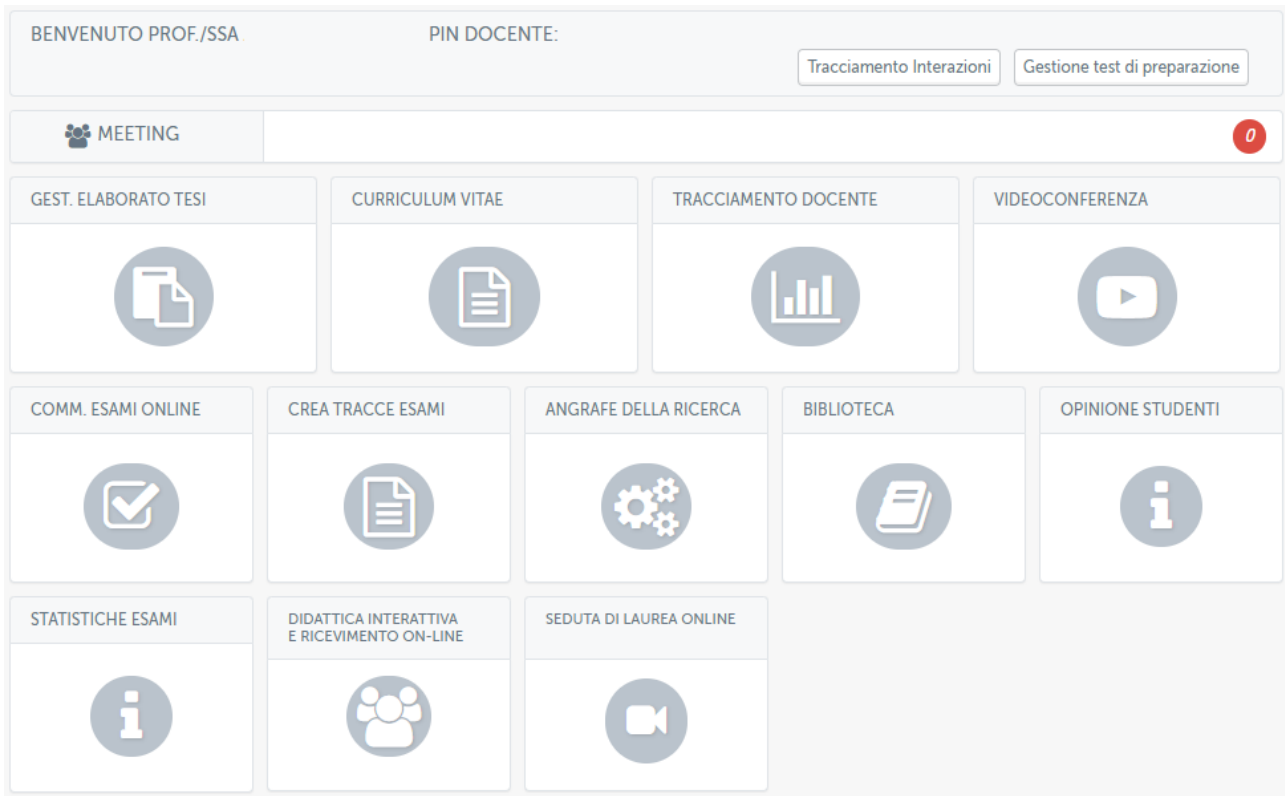 BENVENUTO PROF./SSA PIN DOCENTE:
Tracciamento Interazioni Gestione test di preparazione
MEETING 0
GEST. ELABORATO TESI CURRICULUM VITAE TRACCIAMENTO DOCENTE VIDEOCONFERENZA
COMM. ESAMI ONLINE CREA TRACCE ESAMI ANGRAFE DELLA RICERCA BIBLIOTECA OPINIONE STUDENTI
STATISTICHE ESAMI
DIDATTICA INTERATTIVA
E RICEVIMENTO ON-LINE
SEDUTA DI LAUREA ONLINE